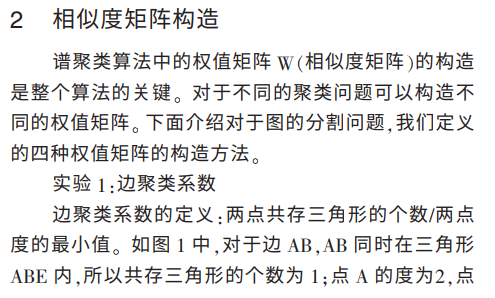 2 相似度矩阵构造
谱聚类算法中的权值矩阵 W(相似度矩阵)的构造
是整个算法的关键。对于不同的聚类问题可以构造不
同的权值矩阵。下面介绍对于图的分割问题,我们定义
的四种权值矩阵的构造方法。
实验 1:边聚类系数
边聚类系数的定义:两点共存三角形的个数/两点
度的最小值。如图 1 中,对于边 AB,AB 同时在三角形
ABE 内,所以共存三角形的个数为 1;点 A 的度为2,点